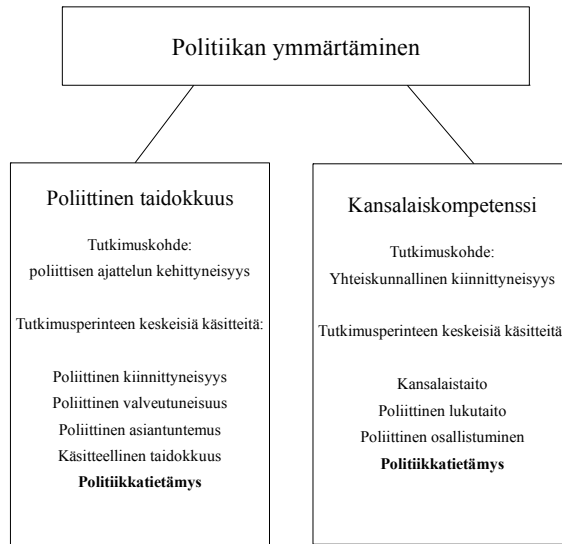 Politiikan ymmärtäminen
Poliittinen taidokkuus
Tutkimuskohde:
poliittisen ajattelun kehittyneisyys
Tutkimusperinteen keskeisiä käsitteitä:
Poliittinen kiinnittyneisyys
Poliittinen valveutuneisuus
Poliittinen asiantuntemus
Käsitteellinen taidokkuus
Politiikkatietämys
Kansalaiskompetenssi
Tutkimuskohde:
Yhteiskunnallinen kiinnittyneisyys
Tutkimusperinteen keskeisiä käsitteitä
Kansalaistaito
Poliittinen lukutaito
Poliittinen osallistuminen
Politiikkatietämys